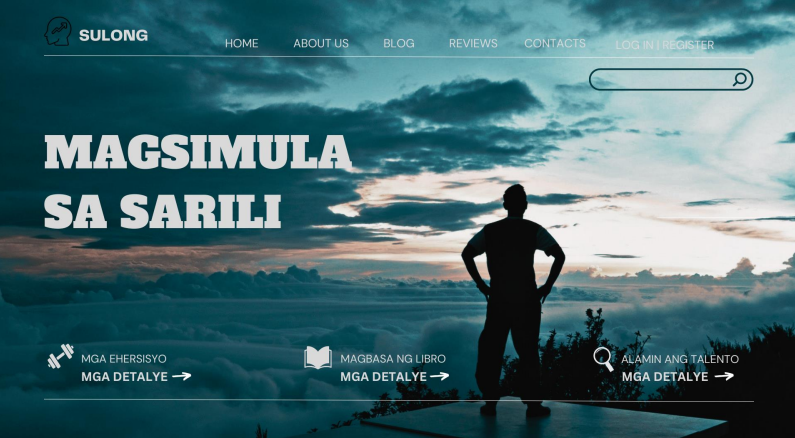 SULONG
HOME ABOUT US BLOG REVIEWS CONTACTS LOG IN | REGISTER
MAGSIMULA
SA SARILI
MGA EHERSISYO
MGA DETALYE
MAGBASA NG LIBRO
MGA DETALYE
ALAMIN ANG TALENTO
MGA DETALYE